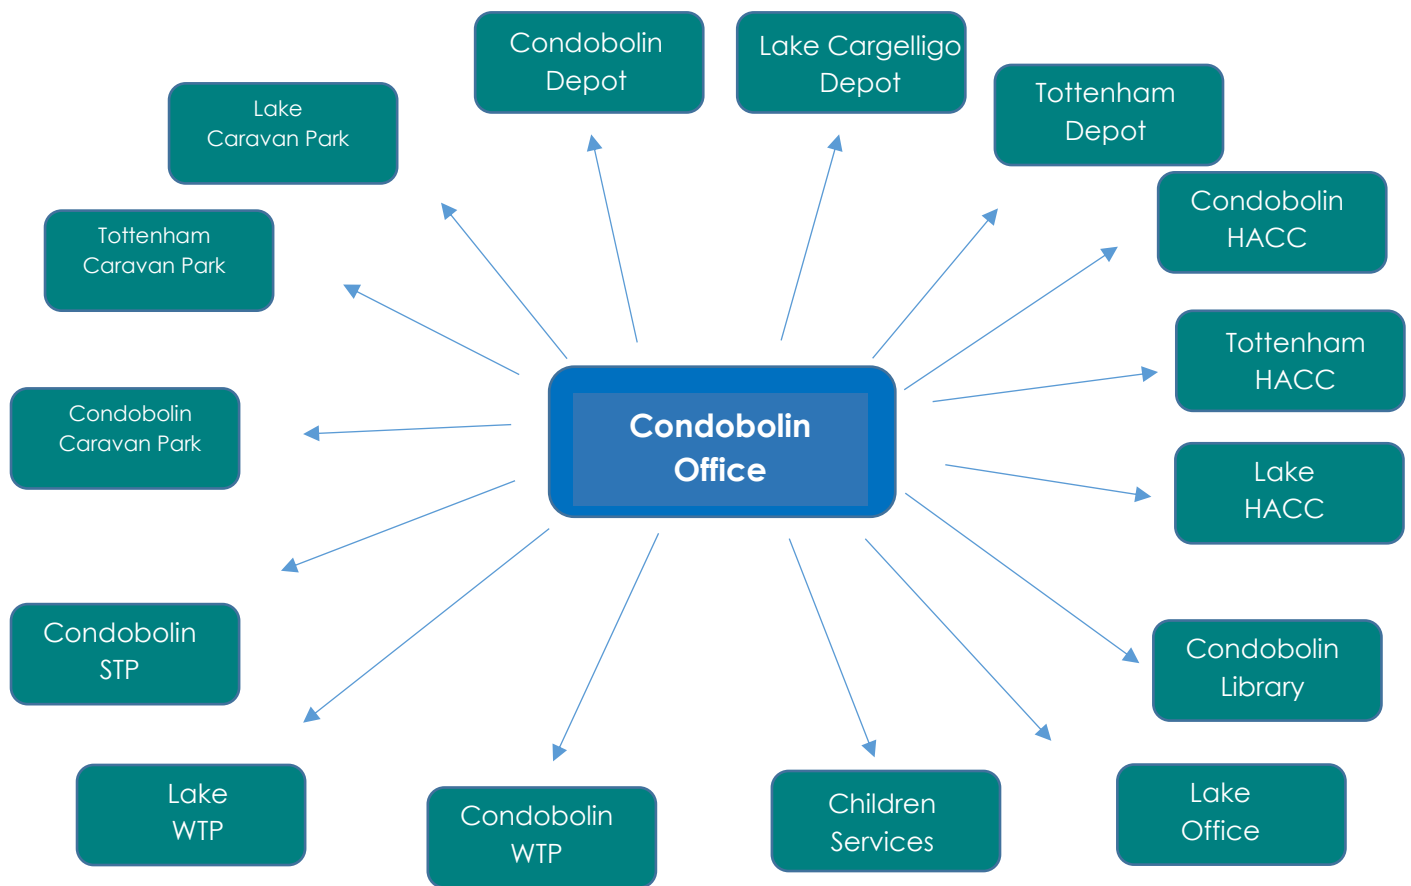 Condobolin
Depot
Lake Cargelligo
Depot
Tottenham
Depot
Lake
Caravan Park
Condobolin
HACC
Tottenham
Caravan Park
Tottenham
HACC
Condobolin
Caravan Park
Condobolin
Office
Lake
HACC
Condobolin
STP
Condobolin
Library
Lake
WTP
Condobolin
WTP
Children
Services
Lake
Office